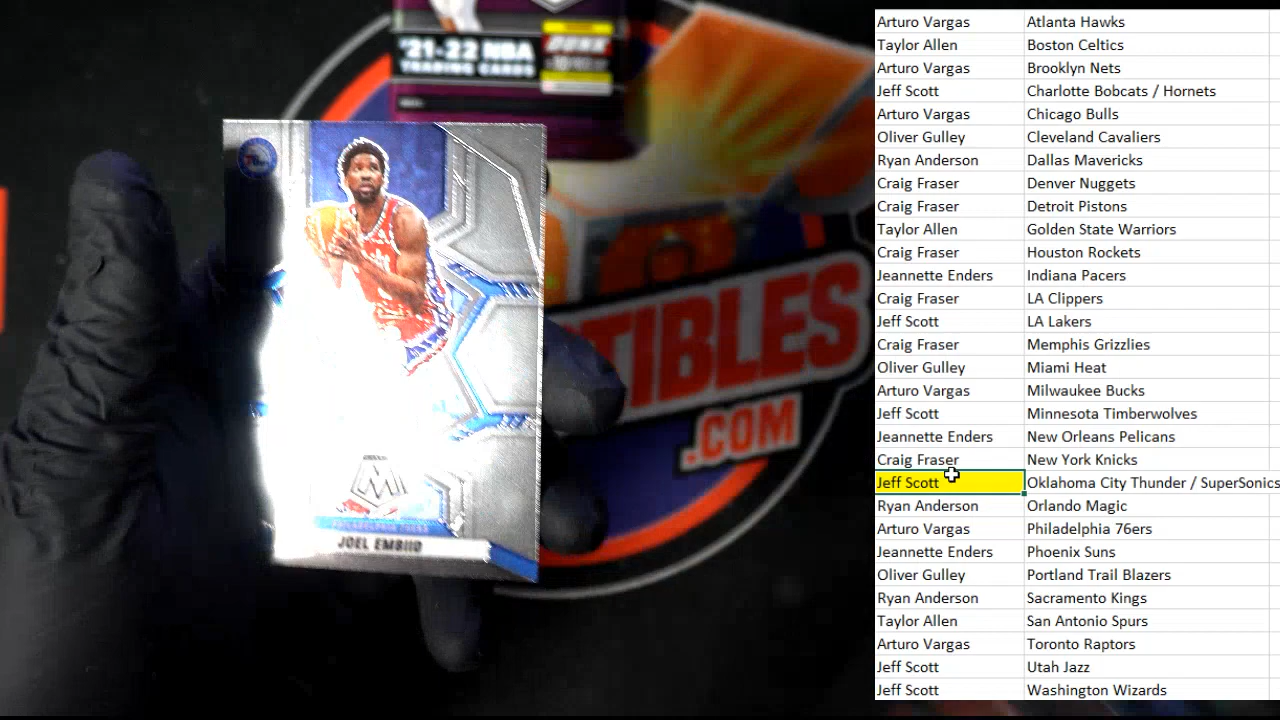 '21-22 NBA
TRADING CARDS
TIBLES
.COM
PHILADELPHIA 76ERS
JOEL EMBIID
Arturo Vargas Atlanta Hawks
Taylor Allen Boston Celtics
Arturo Vargas Brooklyn Nets
Jeff Scott Charlotte Bobcats / Hornets
Arturo Vargas Chicago Bulls
Oliver Gulley Cleveland Cavaliers
Ryan Anderson Dallas Mavericks
Craig Fraser Denver Nuggets
Craig Fraser Detroit Pistons
Taylor Allen Golden State Warriors
Craig Fraser Houston Rockets
Jeannette Enders Indiana Pacers
Craig Fraser LA Clippers
Jeff Scott LA Lakers
Craig Fraser Memphis Grizzlies
Oliver Gulley Miami Heat
Arturo Vargas Milwaukee Bucks
Jeff Scott Minnesota Timberwolves
Jeannette Enders New Orleans Pelicans
Craig Fraser New York Knicks
Jeff Scott Oklahoma City Thunder / SuperSonics
Ryan Anderson Orlando Magic
Arturo Vargas Philadelphia 76ers
Jeannette Enders Phoenix Suns
Oliver Gulley Portland Trail Blazers
Ryan Anderson Sacramento Kings
Taylor Allen San Antonio Spurs
Arturo Vargas Toronto Raptors
Jeff Scott Utah Jazz
Jeff Scott Washington Wizards